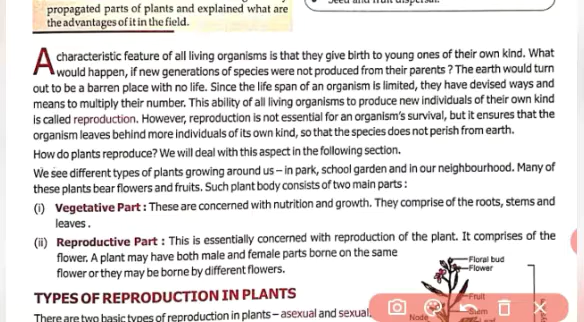 propagated parts of plants and explained what are
the advantages of it in the field.
Seed and fruit dispersal.
A characteristic feature of all living organisms is that they give birth to young ones of their own kind. What
would happen, if new generations of species were not produced from their parents ? The earth would turn
out to be a barren place with no life. Since the life span of an organism is limited, they have devised ways and
means to multiply their number. This ability of all living organisms to produce new individuals of their own kind
is called reproduction. However, reproduction is not essential for an organism's survival, but it ensures that the
organism leaves behind more individuals of its own kind, so that the species does not perish from earth.
How do plants reproduce? We will deal with this aspect in the following section.
We see different types of plants growing around us – in park, school garden and in our neighbourhood. Many of
these plants bear flowers and fruits. Such plant body consists of two main parts :
(i) Vegetative Part : These are concerned with nutrition and growth. They comprise of the roots, stems and
leaves .
(ii) Reproductive Part : This is essentially concerned with reproduction of the plant. It comprises of the
flower. A plant may have both male and female parts borne on the same
flower or they may be borne by different flowers.
Floral bud
Flower
Fruit
Stem
Node
TYPES OF REPRODUCTION IN PLANTS
There are two basic types of reproduction in plants – asexual and sexual.